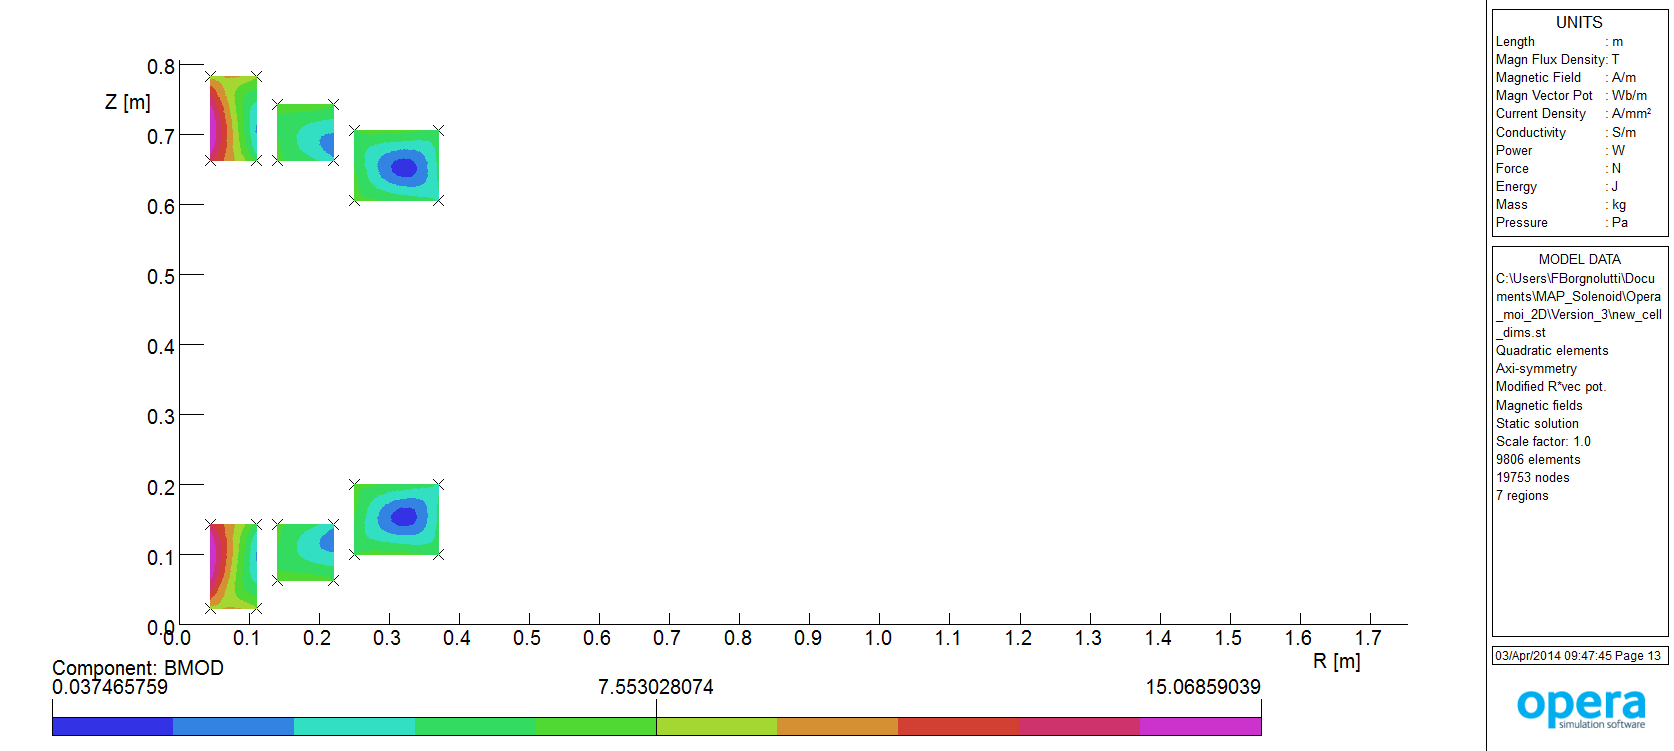 0.8
Z [m]
0.7
0.6
0.5
0.4
0.3
0.2
0.1
0.0
0.0 0.1 0.2 0.3 0.4 0.5 0.6 0.7 0.8 0.9 1.0 1.1 1.2 1.3 1.4 1.5 1.6 1.7
R [m]
Component: BMOD
0.037465759 7.553028074 15.06859039
UNITS
Length : m
Magn Flux Density: T
Magnetic Field : A/m
Magn Vector Pot : Wb/m
Current Density : A/mm²
Conductivity : S/m
Power : W
Force : N
Energy : J
Mass : kg
Pressure : Pa
MODEL DATA
C:\Users\FBorgnolutti\Docu
ments\MAP_Solenoid\Opera
_moi_2D\Version_3\new_cell
_dims.st
Quadratic elements
Axi-symmetry
Modified R*vec pot.
Magnetic fields
Static solution
Scale factor: 1.0
9806 elements
19753 nodes
7 regions
03/Apr/2014 09:47:45 Page 13
opera
simulation software